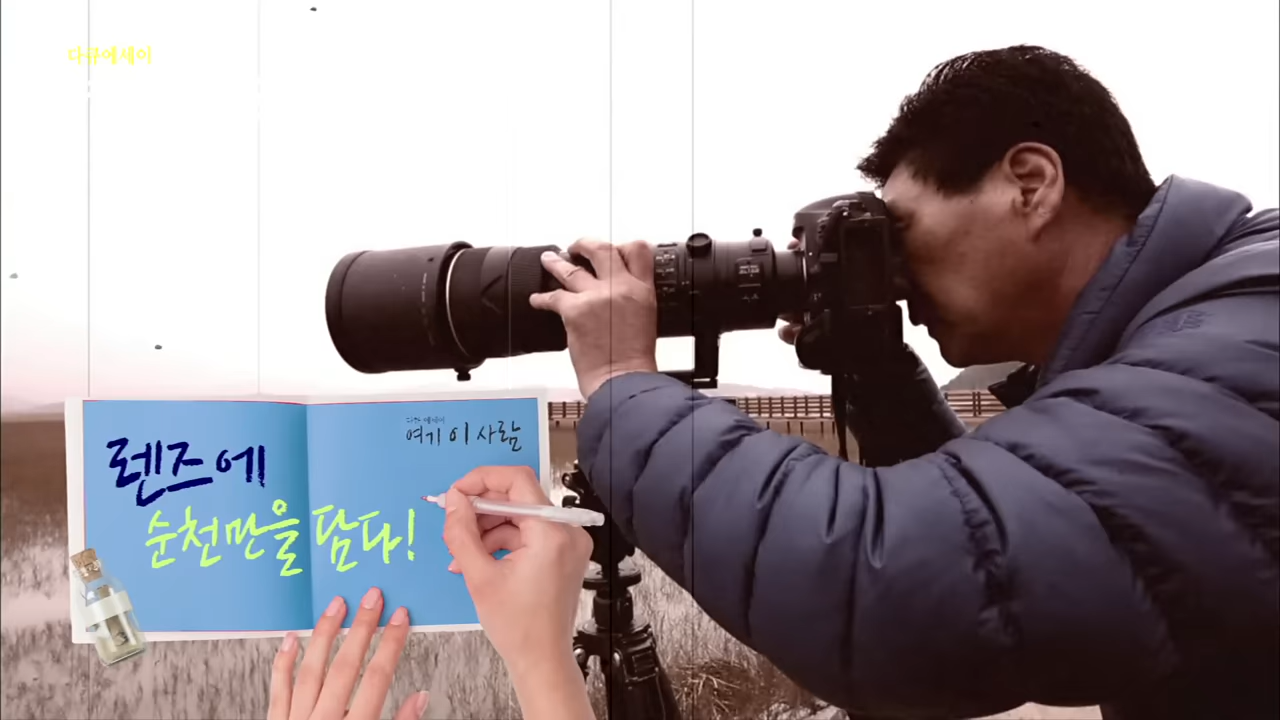 다큐에세이
다큐 에세이
여기 이 사람
렌즈에
순천만을 담다!